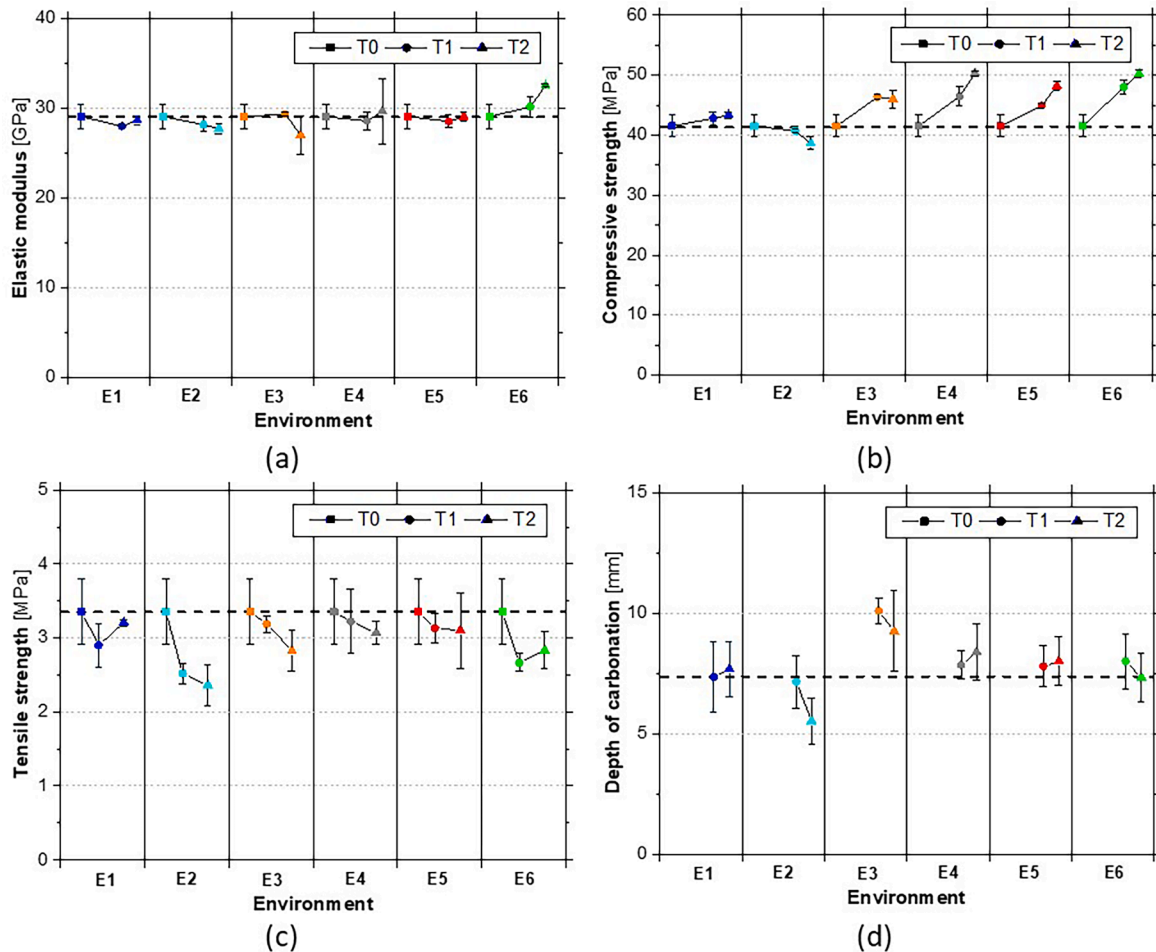 40
T0 T1 T2
30
20
10
0
Elastic modulus [GPa]
E1 E2 E3 E4 E5 E6
Environment
(a)
60
T0 T1 T2
50
40
30
20
10
0
Compressive strength [MPa]
E1 E2 E3 E4 E5 E6
Environment
(b)
5
T0 T1 T2
4
3
2
1
0
Tensile strength [MPa]
E1 E2 E3 E4 E5 E6
Environment
(c)
15
T0 T1 T2
10
5
0
Depth of carbonation [mm]
E1 E2 E3 E4 E5 E6
Environment
(d)